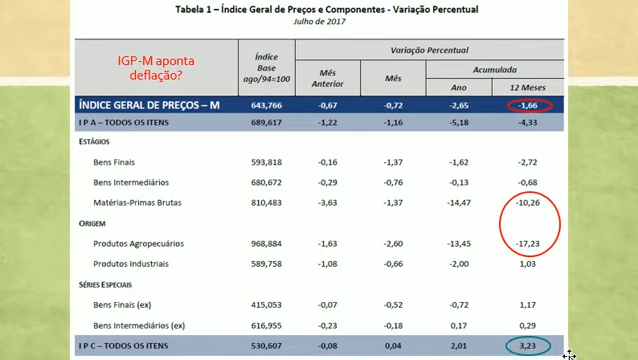 Tabela 1 – Índice Geral de Preços e Componentes - Variação Percentual
Julho de 2017
IGP-M aponta deflação?
Índice Base ago/94=100
Variação Percentual
Mês Anterior
Mês
Acumulada
Ano
12 Meses
ÍNDICE GERAL DE PREÇOS – M 643,766 -0,67 -0,72 -2,65 -1,66
I P A – TODOS OS ITENS 689,617 -1,22 -1,16 -5,18 -4,33
ESTÁGIOS
Bens Finais 593,818 -0,16 -1,37 -1,62 -2,72
Bens Intermediários 680,672 -0,29 -0,76 -0,13 -0,68
Matérias-Primas Brutas 810,483 -3,63 -1,37 -14,47 -10,26
ORIGEM
Produtos Agropecuários 968,884 -1,63 -2,60 -13,45 -17,23
Produtos Industriais 589,758 -1,08 -0,66 -2,00 1,03
SÉRIES ESPECIAIS
Bens Finais (ex) 415,053 -0,07 -0,52 -0,72 1,17
Bens Intermediários (ex) 616,955 -0,23 -0,18 0,17 0,29
I P C – TODOS OS ITENS 530,607 -0,08 0,04 2,01 3,23